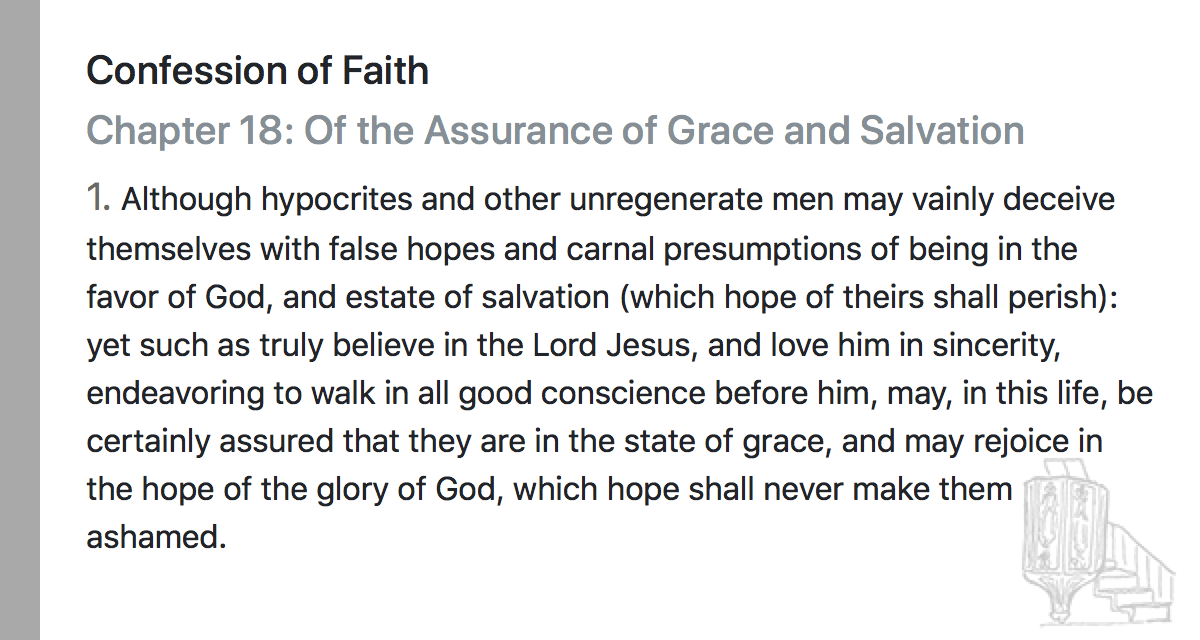 Confession of Faith
Chapter 18: Of the Assurance of Grace and Salvation
1. Although hypocrites and other unregenerate men may vainly deceive
themselves with false hopes and carnal presumptions of being in the
favor of God, and estate of salvation (which hope of theirs shall perish):
yet such as truly believe in the Lord Jesus, and love him in sincerity,
endeavoring to walk in all good conscience before him, may, in this life, be
certainly assured that they are in the state of grace, and may rejoice in
the hope of the glory of God, which hope shall never make them
ashamed.